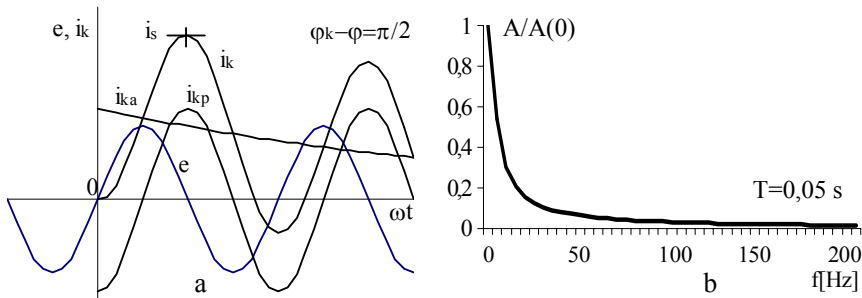 e, iₖ
iₛ
φₖ–φ=π/2
iₖ
iₖₐ
iₖₚ
e
0
ωt
a
A/A(0)
1
0,8
0,6
0,4
0,2
0
T=0,05 s
0
50
100
150
200
b
f[Hz]